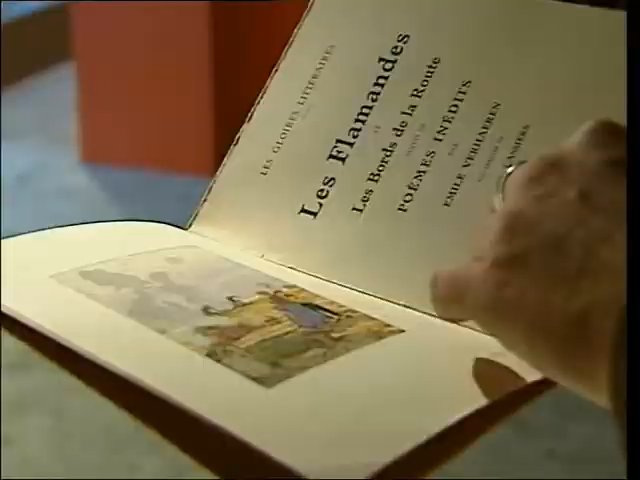 LES GLOIRES LITTÉRAIRES
Les Flamandes
Les Bords de la Route
POÈMES INÉDITS
PAR
EMILE VERHAEREN